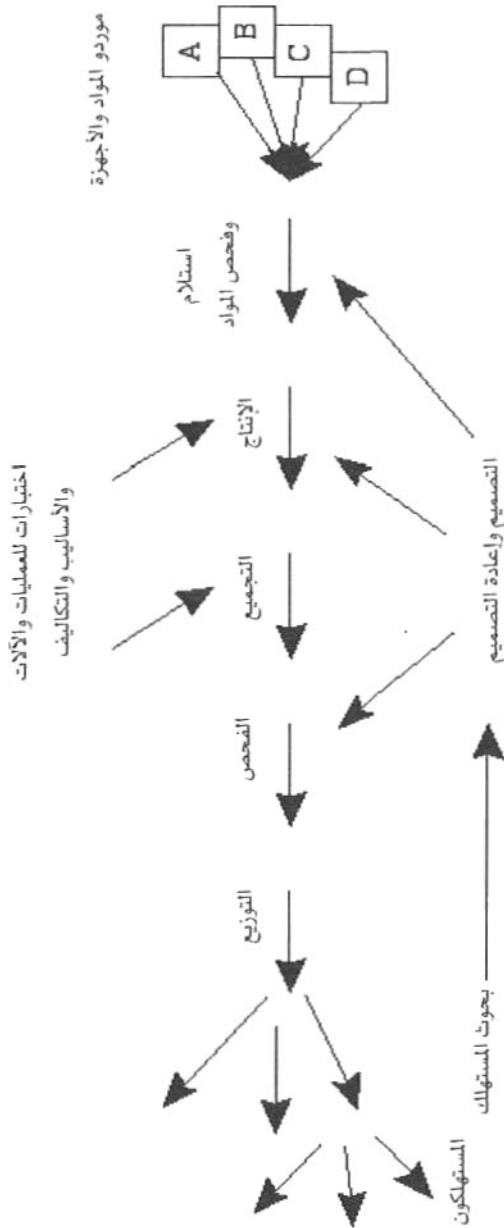 موردو المواد والأجهزة
A
B
C
D
استلام
وفحص المواد
اختبارات للعمليات والآلات
والأساليب والتكاليف
الإنتاج
التجميع
الفحص
التوزيع
التصميم وإعادة التصميم
بحوث المستهلك
المستهلكون